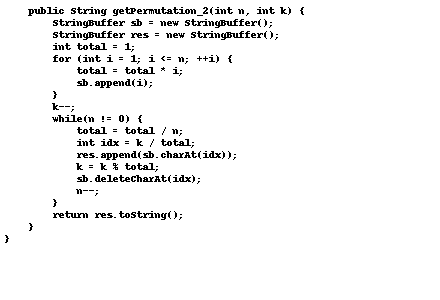 public String getPermutation_2(int n, int k) {
StringBuffer sb = new StringBuffer();
StringBuffer res = new StringBuffer();
int total = 1;
for (int i = 1; i <= n; ++i) {
total = total * i;
sb.append(i);
}
k--;
while(n != 0) {
total = total / n;
int idx = k / total;
res.append(sb.charAt(idx));
k = k % total;
sb.deleteCharAt(idx);
n--;
}
return res.toString();
}
}